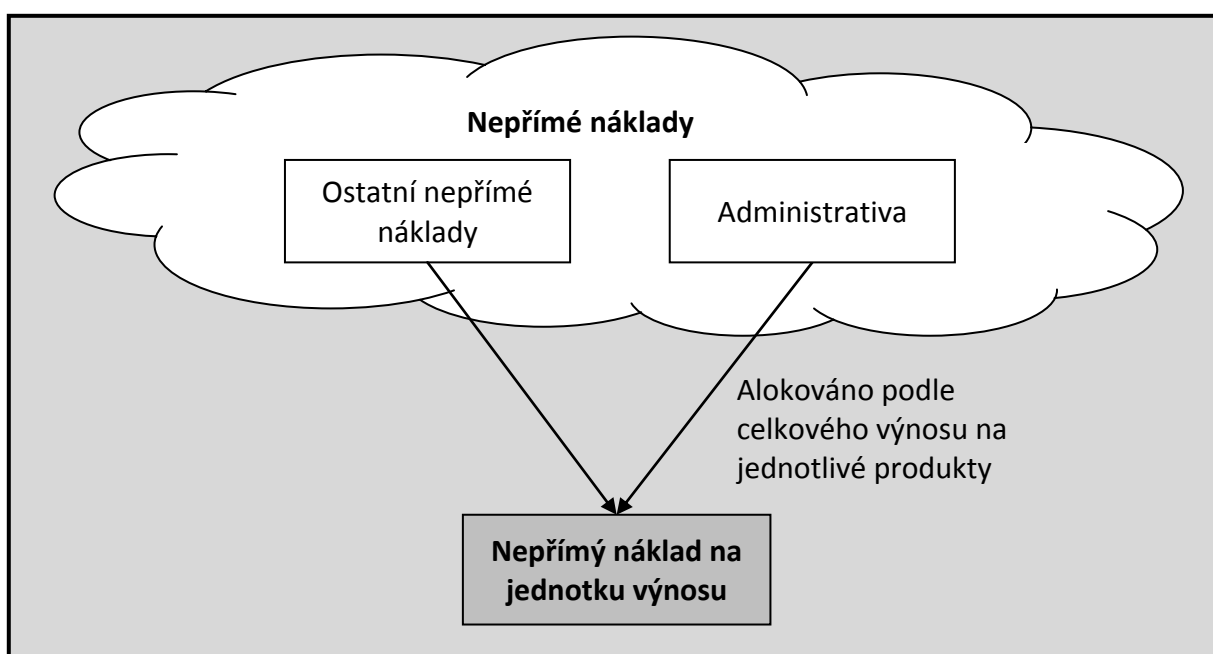 Nepřímé náklady
Ostatní nepřímé
náklady
Administrativa
Alokováno podle
celkového výnosu na
jednotlivé produkty
Nepřímý náklad na
jednotku výnosu